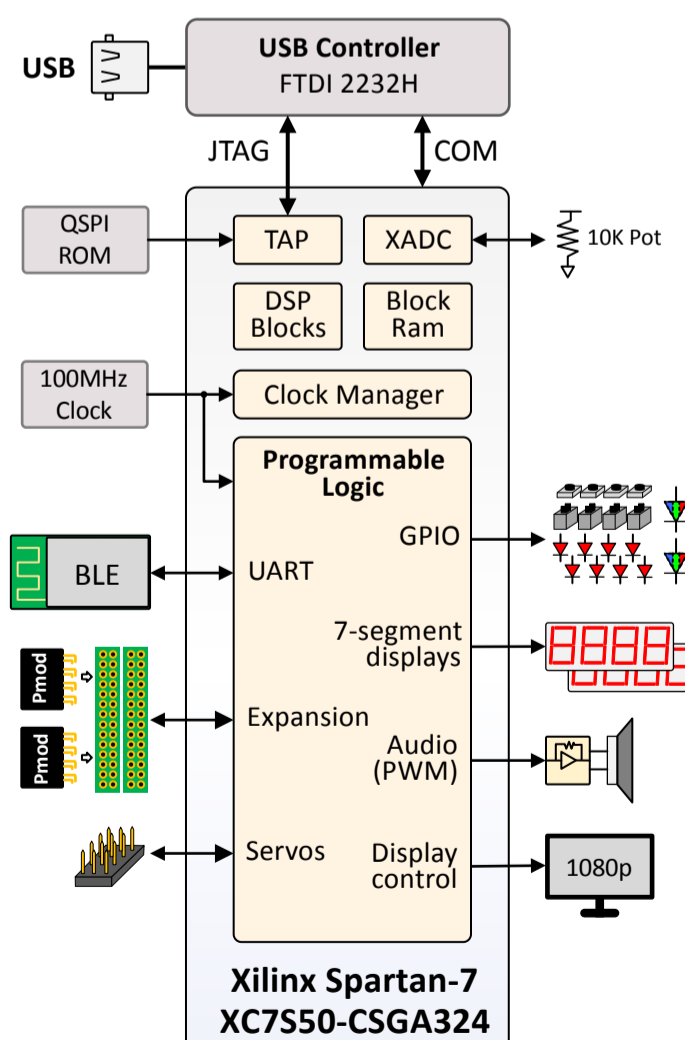 USB Controller
FTDI 2232H
USB
JTAG
COM
QSPI
ROM
TAP
XADC
10K Pot
DSP
Blocks
Block
Ram
100MHz
Clock
Clock Manager
Programmable
Logic
GPIO
BLE
UART
7-segment
displays
Pmod
Pmod
Expansion
Audio
(PWM)
Servos
Display
control
1080p
Xilinx Spartan-7
XC7S50-CSGA324